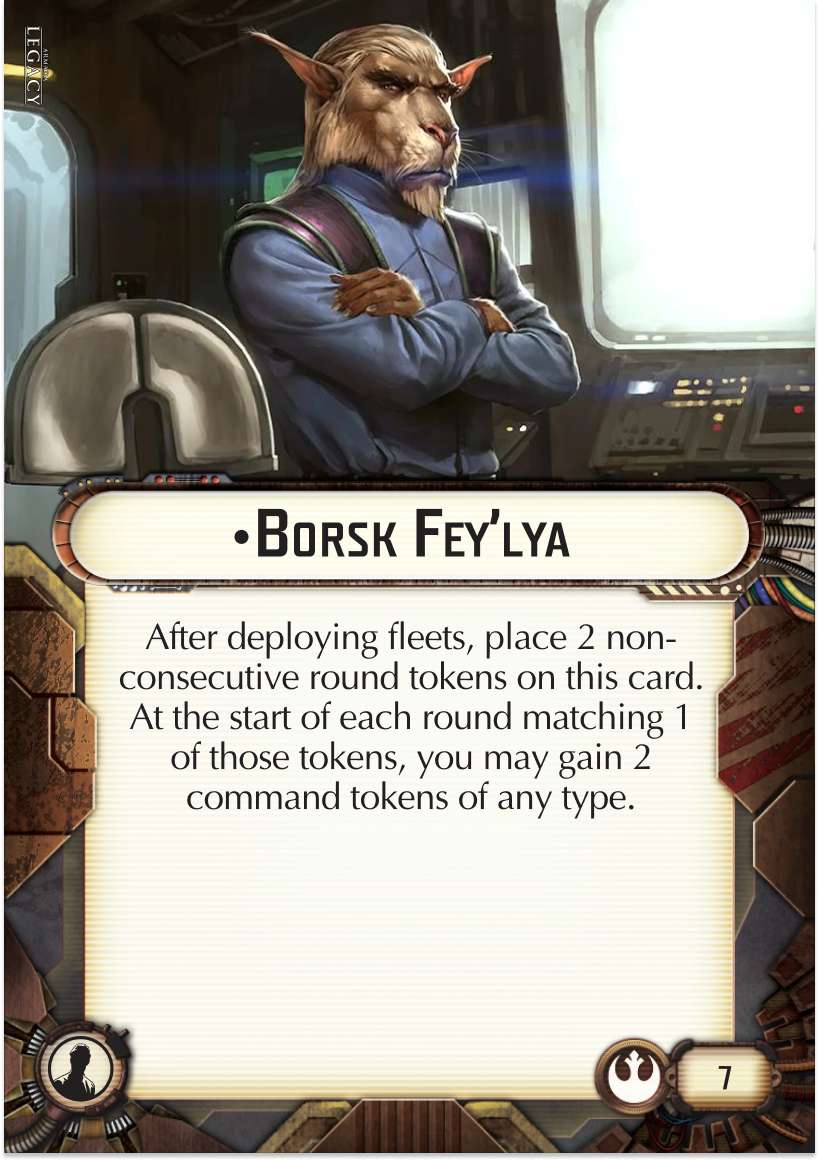 ARMADA
LEGACY
•Borsk Fey'lya
After deploying fleets, place 2 non-
consecutive round tokens on this card.
At the start of each round matching 1
of those tokens, you may gain 2
command tokens of any type.
7